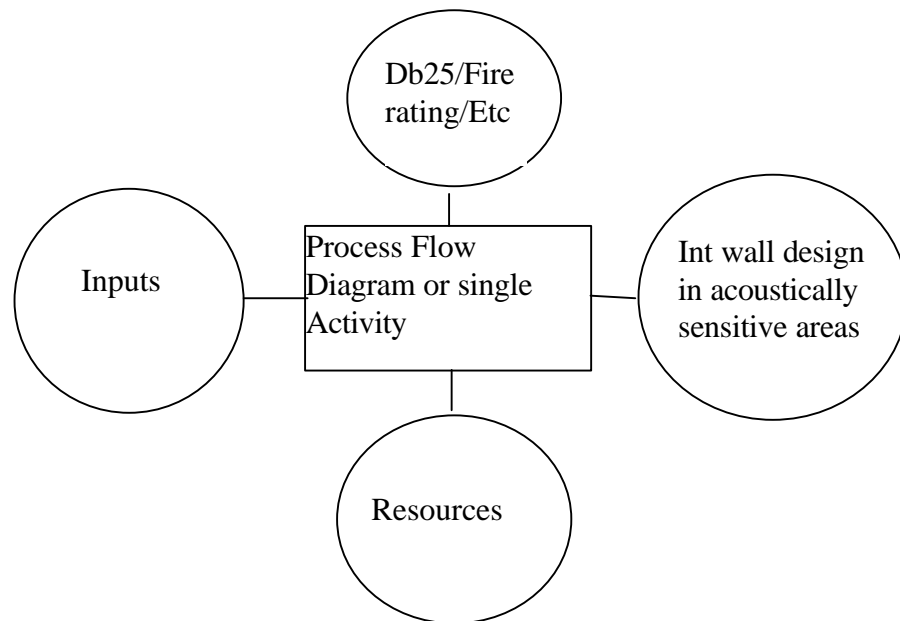 Db25/Fire
rating/Etc
Inputs
Process Flow
Diagram or single
Activity
Int wall design
in acoustically
sensitive areas
Resources